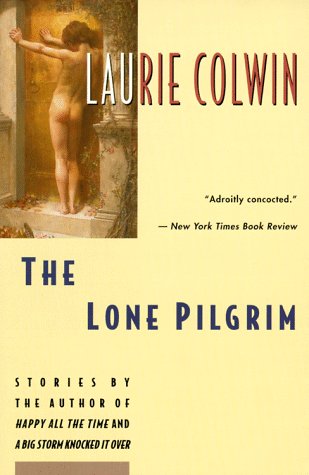 LAURIE COLWIN
"Adroitly concocted."
— New York Times Book Review
THE
LONE PILGRIM
STORIES BY
THE AUTHOR OF
HAPPY ALL THE TIME AND
A BIG STORM KNOCKED IT OVER